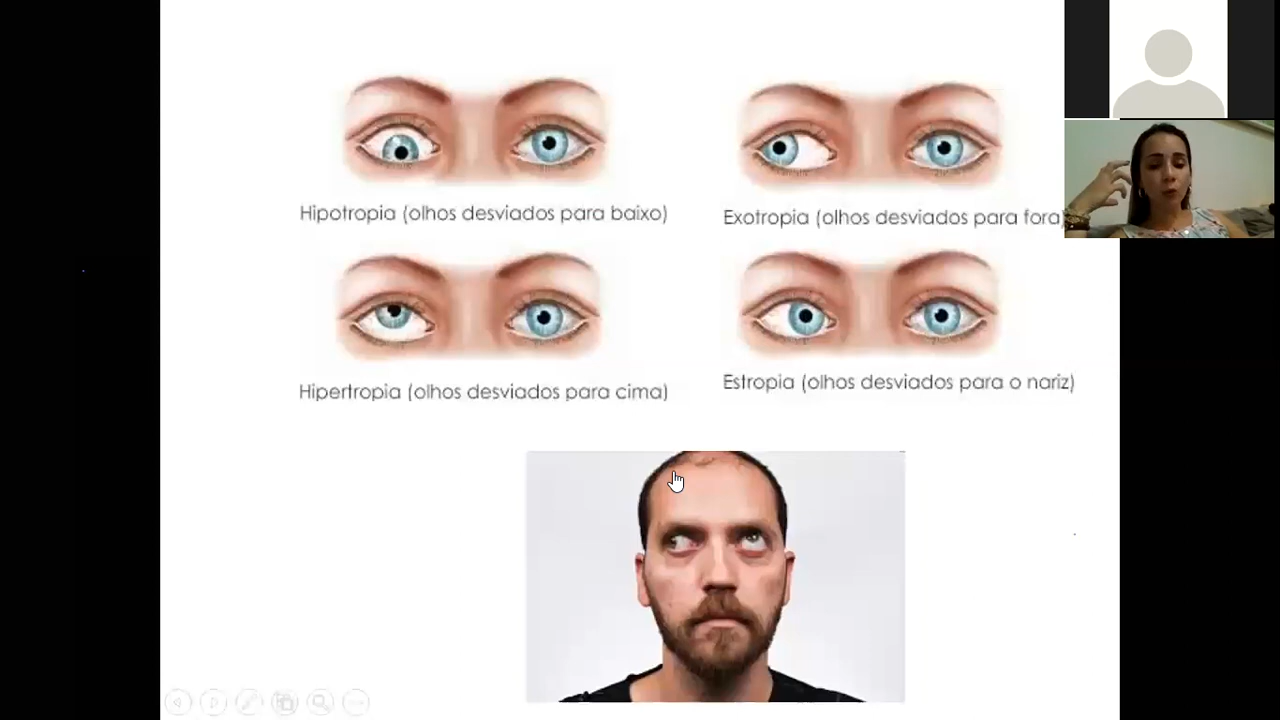 Hipotropia (olhos desviados para baixo)
Exotropia (olhos desviados para fora)
Hipertropia (olhos desviados para cima)
Estropia (olhos desviados para o nariz)